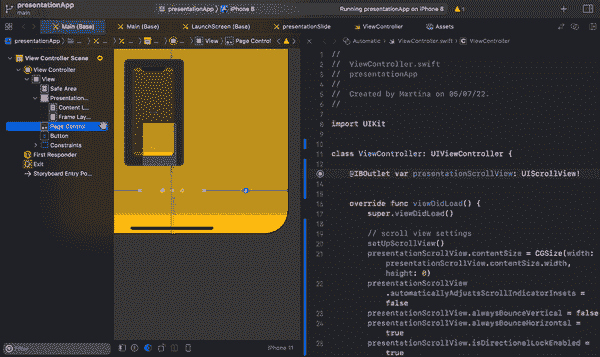 presentationApp
main
presentationApp
iPhone 8
Running presentationApp on iPhone 8
Main (Base)
Main (Base)
LaunchScreen (Base)
presentationSlide
ViewController
Assets
presentationApp
View
Page Control
Automatic
ViewController.swift
ViewController
View Controller Scene
View Controller
View
Safe Area
Presentation...
Content L...
Frame Lay...
Page Control
Button
Constraints
First Responder
Exit
Storyboard Entry Po...
Filter
iPhone 11
//
// ViewController.swift
// presentationApp
//
// Created by Martina on 05/07/22.
//
import UIKit
class ViewController: UIViewController {
@IBOutlet var presentationScrollView: UIScrollView!
override func viewDidLoad() {
super.viewDidLoad()
// scroll view settings
setUpScrollView()
presentationScrollView.contentSize = CGSize(width:
presentationScrollView.contentSize.width,
height: 0)
presentationScrollView
.automaticallyAdjustsScrollIndicatorInsets =
false
presentationScrollView.alwaysBounceVertical = false
presentationScrollView.alwaysBounceHorizontal =
true
presentationScrollView.isDirectionalLockEnabled =
true